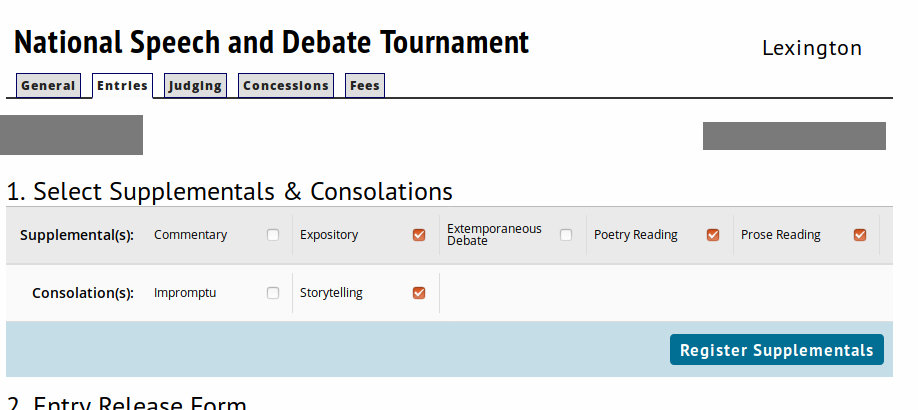 National Speech and Debate Tournament
Lexington
General Entries Judging Concessions Fees
1. Select Supplementals & Consolations
Supplemental(s): Commentary Expository Extemporaneous Debate Poetry Reading Prose Reading
Consolation(s): Impromptu Storytelling
Register Supplementals
2. Entry Release Form